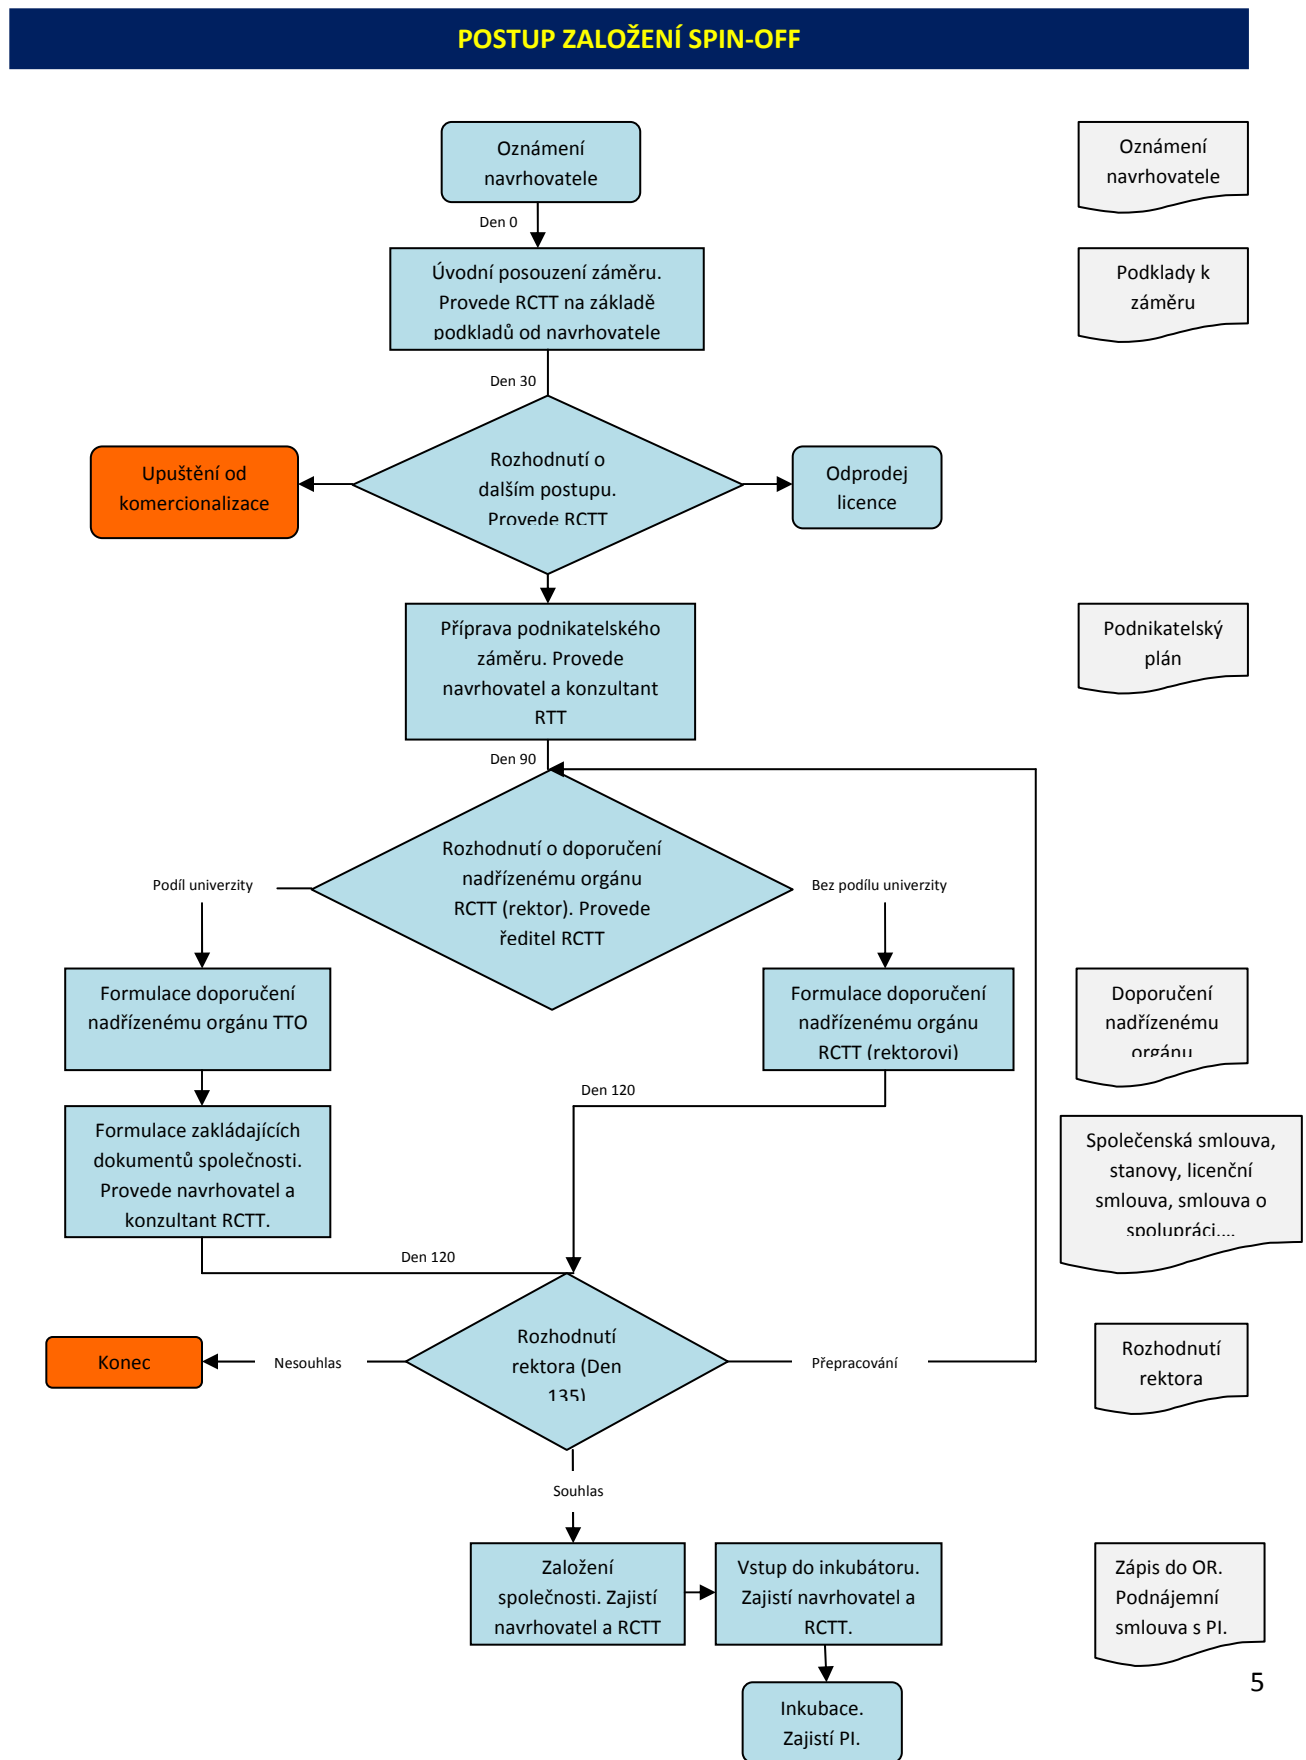 POSTUP ZALOŽENÍ SPIN-OFF
Oznámení
navrhovatele
Oznámení
navrhovatele
Den 0
Úvodní posouzení záměru.
Provede RCTT na základě
podkladů od navrhovatele
Podklady k
záměru
Den 30
Upuštění od
komercionalizace
Rozhodnutí o
dalším postupu.
Provede RCTT
Odprodej
licence
Příprava podnikatelského
záměru. Provede
navrhovatel a konzultant
RTT
Podnikatelský
plán
Den 90
Rozhodnutí o doporučení
nadřízenému orgánu
RCTT (rektor). Provede
ředitel RCTT
Podíl univerzity
Bez podílu univerzity
Formulace doporučení
nadřízenému orgánu TTO
Formulace doporučení
nadřízenému orgánu
RCTT (rektorovi)
Doporučení
nadřízenému
orgánu
Den 120
Formulace zakládajících
dokumentů společnosti.
Provede navrhovatel a
konzultant RCTT.
Společenská smlouva,
stanovy, licenční
smlouva, smlouva o
spolupráci,...
Den 120
Konec
Nesouhlas
Rozhodnutí
rektora (Den
135)
Přepracování
Rozhodnutí
rektora
Souhlas
Založení
společnosti. Zajistí
navrhovatel a RCTT
Vstup do inkubátoru.
Zajistí navrhovatel a
RCTT.
Zápis do OR.
Podnájemní
smlouva s PI.
Inkubace.
Zajistí PI.
5